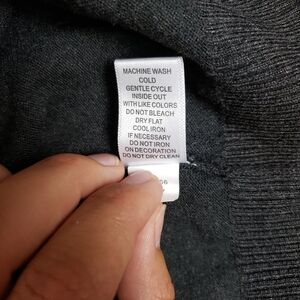 MACHINE WASH
COLD
GENTLE CYCLE
INSIDE OUT
WITH LIKE COLORS
DO NOT BLEACH
DRY FLAT
COOL IRON
IF NECESSARY
DO NOT IRON
ON DECORATION
DO NOT DRY CLEAN